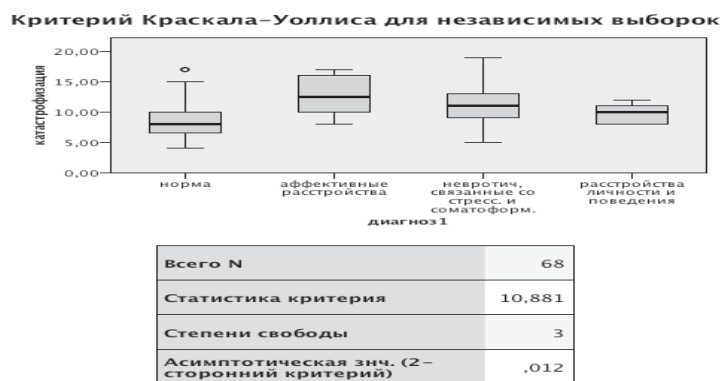 Критерий Краскала-Уоллиса для независимых выборок
катастрофизация
20,00
15,00
10,00
5,00
0,00
норма
аффективные
расстройства
невротич,
связанные со
стресс. и
соматоформ.
расстройства
личности и
поведения
диагноз1
Всего N 68
Статистика критерия 10,881
Степени свободы 3
Асимптотическая знч. (2-
сторонний критерий) ,012